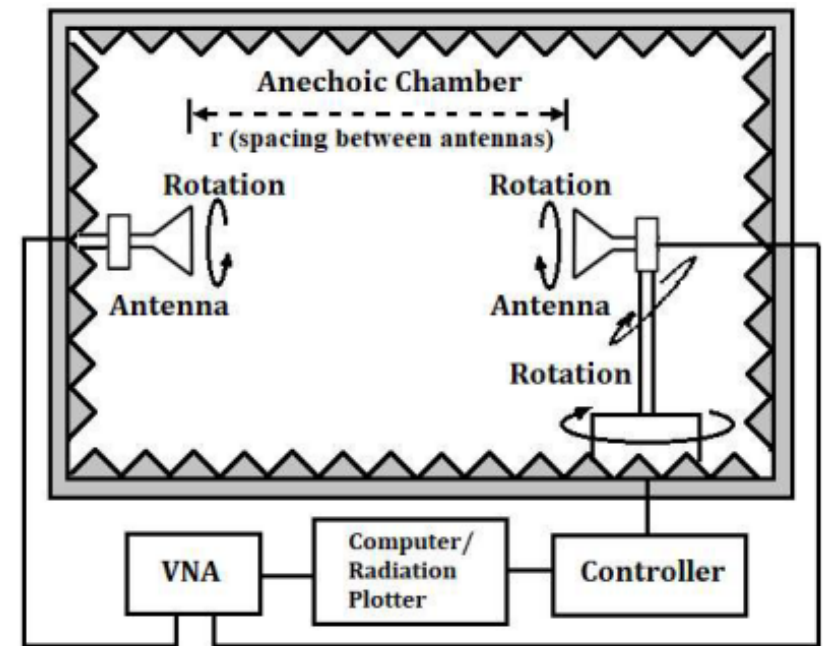 Anechoic Chamber
r (spacing between antennas)
Rotation
Rotation
Antenna
Antenna
Rotation
VNA
Computer/
Radiation
Plotter
Controller